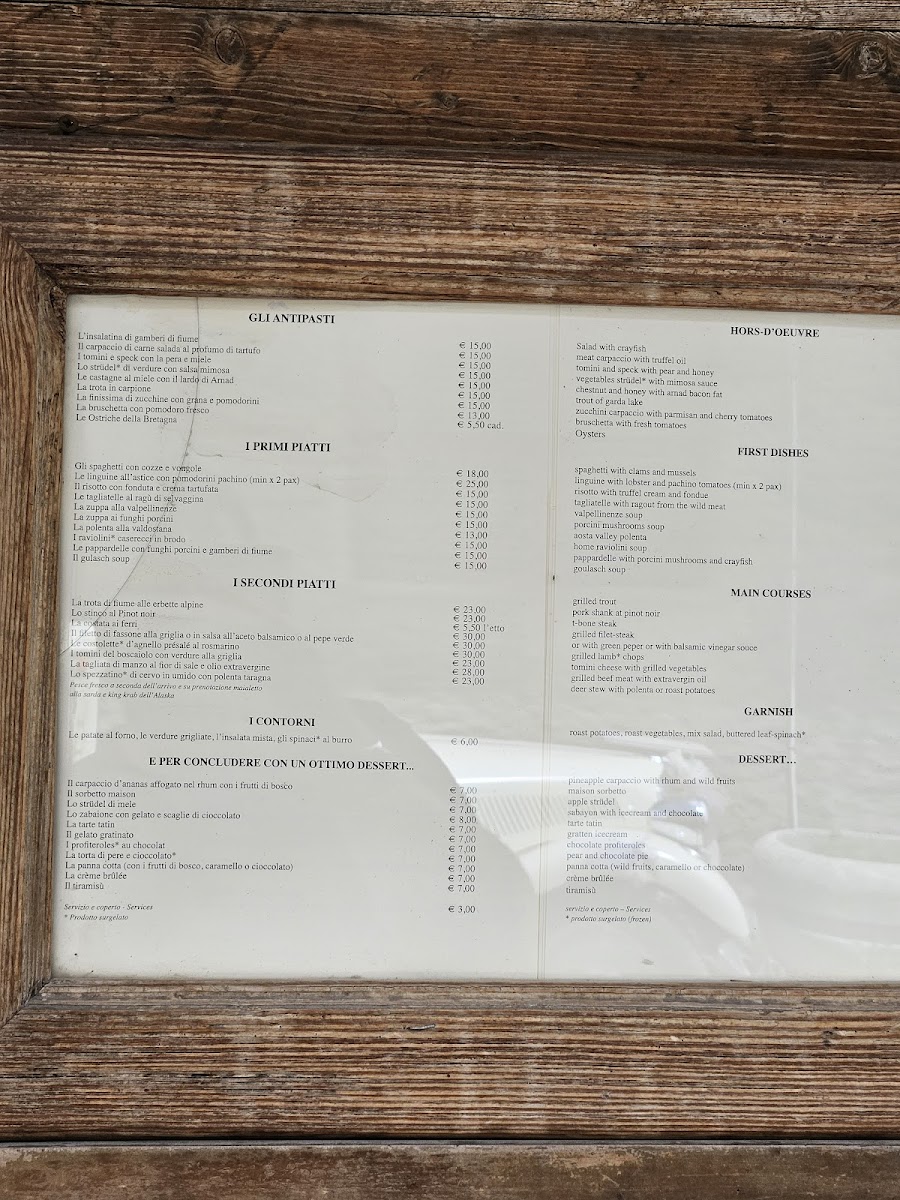 GLI ANTIPASTI
L'insalatina di gamberi di fiume € 15,00
Il carpaccio di carne salada al profumo di tartufo € 15,00
I tomini e speck con la pera e miele € 15,00
Lo strüdel* di verdure con salsa mimosa € 15,00
Le castagne al miele con il lardo di Arnad € 15,00
La trota in carpione € 15,00
La finissima di zucchine con grana e pomodorini € 15,00
La bruschetta con pomodoro fresco € 13,00
Le Ostriche della Bretagna € 5,50 cad.
I PRIMI PIATTI
Gli spaghetti con cozze e vongole € 18,00
Le linguine all'astice con pomodorini pachino (min x 2 pax) € 25,00
Il risotto con fonduta e crema tartufata € 15,00
Le tagliatelle al ragù di selvaggina € 15,00
La zuppa alla valpellinenze € 15,00
La zuppa ai funghi porcini € 15,00
La polenta alla valdostana € 13,00
I raviolini* caserecci in brodo € 15,00
Le pappardelle con funghi porcini e gamberi di fiume € 15,00
Il gulasch soup € 15,00
I SECONDI PIATTI
La trota di fiume alle erbette alpine € 23,00
Lo stinco al Pinot noir € 23,00
La costata ai ferri € 5,50 l'etto
Il filetto di fassone alla griglia o in salsa all'aceto balsamico o al pepe verde € 30,00
Le costolette* d'agnello présalé al rosmarino € 30,00
I tomini del boscaiolo con verdure alla griglia € 23,00
La tagliata di manzo al fior di sale e olio extravergine € 28,00
Lo spezzatino* di cervo in umido con polenta taragna € 23,00
Pesce fresco a seconda dell'arrivo e su prenotazione maialetto
alla sarda e king krab dell'Alaska
I CONTORNI
Le patate al forno, le verdure grigliate, l'insalata mista, gli spinaci* al burro € 6,00
E PER CONCLUDERE CON UN OTTIMO DESSERT...
Il carpaccio d'ananas affogato nel rhum con i frutti di bosco € 7,00
Il sorbetto maison € 7,00
Lo strüdel di mele € 7,00
Lo zabaione con gelato e scaglie di cioccolato € 8,00
La tarte tatin € 7,00
Il gelato gratinato € 7,00
I profiteroles* au chocolat € 7,00
La torta di pere e cioccolato* € 7,00
La panna cotta (con i frutti di bosco, caramello o cioccolato) € 7,00
La crème brûlée € 7,00
Il tiramisù € 7,00
Servizio e coperto - Services € 3,00
* Prodotto surgelato
HORS-D'OEUVRE
Salad with crayfish
meat carpaccio with truffel oil
tomini and speck with pear and honey
vegetables strüdel* with mimosa sauce
chestnut and honey with arnad bacon fat
trout of garda lake
zucchini carpaccio with parmisan and cherry tomatoes
bruschetta with fresh tomatoes
Oysters
FIRST DISHES
spaghetti with clams and mussels
linguine with lobster and pachino tomatoes (min x 2 pax)
risotto with truffel cream and fondue
tagliatelle with ragout from the wild meat
valpellinenze soup
porcini mushrooms soup
aosta valley polenta
home raviolini soup
pappardelle with porcini mushrooms and crayfish
goulasch soup
MAIN COURSES
grilled trout
pork shank at pinot noir
t-bone steak
grilled filet-steak
or with green peper or with balsamic vinegar souce
grilled lamb* chops
tomini cheese with grilled vegetables
grilled beef meat with extravergin oil
deer stew with polenta or roast potatoes
GARNISH
roast potatoes, roast vegetables, mix salad, buttered leaf-spinach*
DESSERT...
pineapple carpaccio with rhum and wild fruits
maison sorbetto
apple strüdel
sabayon with icecream and chocolate
tarte tatin
gratten icecream
chocolate profiteroles
pear and chocolate pie
panna cotta (wild fruits, caramello or choccolate)
crème brûlée
tiramisù
servizio e coperto – Services
* prodotto surgelato (frozen)